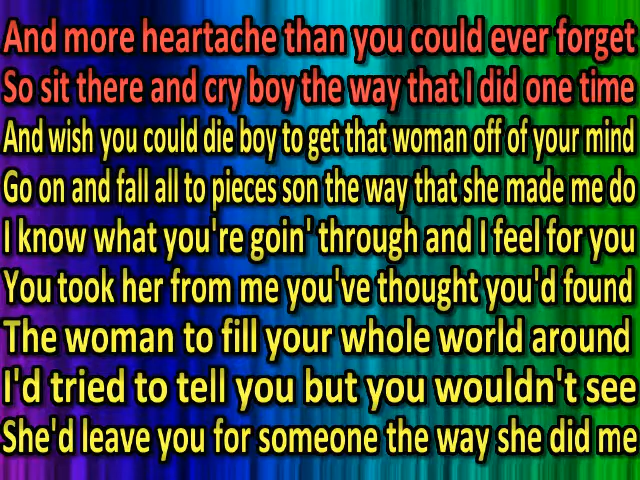 And more heartache than you could ever forget
So sit there and cry boy the way that I did one time
And wish you could die boy to get that woman off of your mind
Go on and fall all to pieces son the way that she made me do
I know what you're goin' through and I feel for you
You took her from me you've thought you'd found
The woman to fill your whole world around
I'd tried to tell you but you wouldn't see
She'd leave you for someone the way she did me